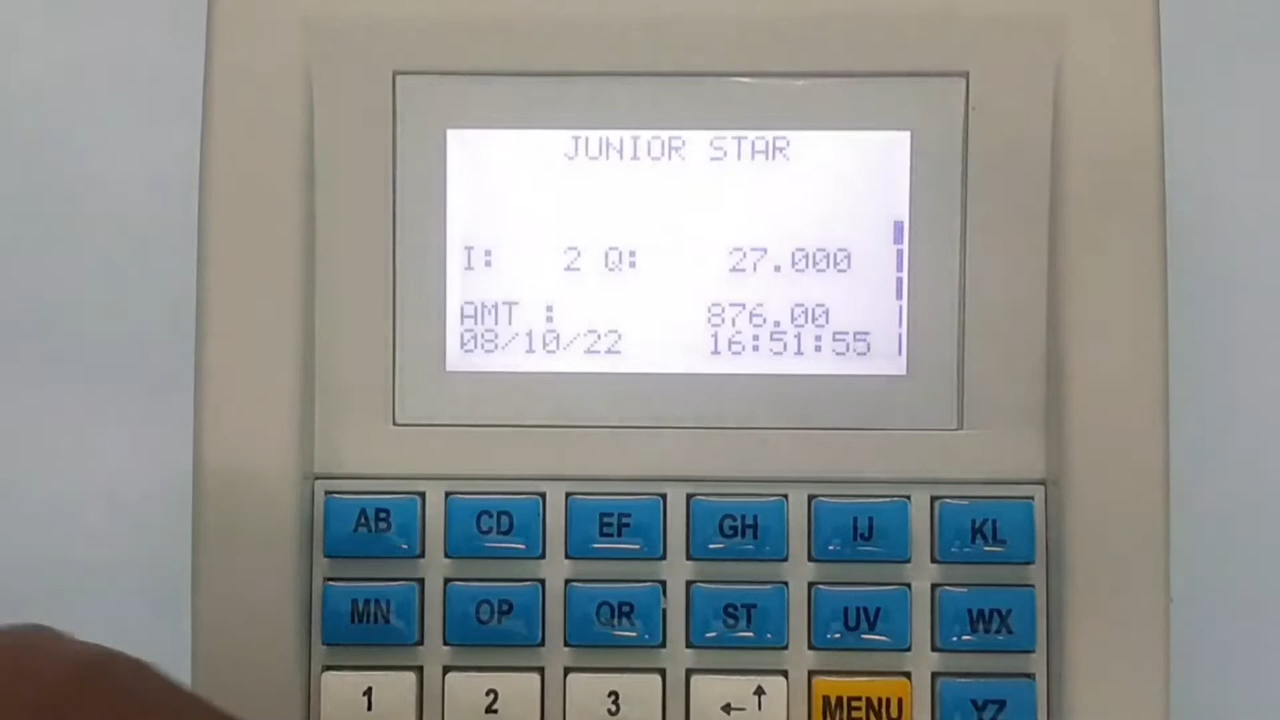 JUNIOR STAR
I: 2 Q: 27.000
AMT : 876.00
08/10/22 16:51:55
AB CD EF GH IJ KL
MN OP QR ST UV WX
1 2 3 ←↑ MENU YZ